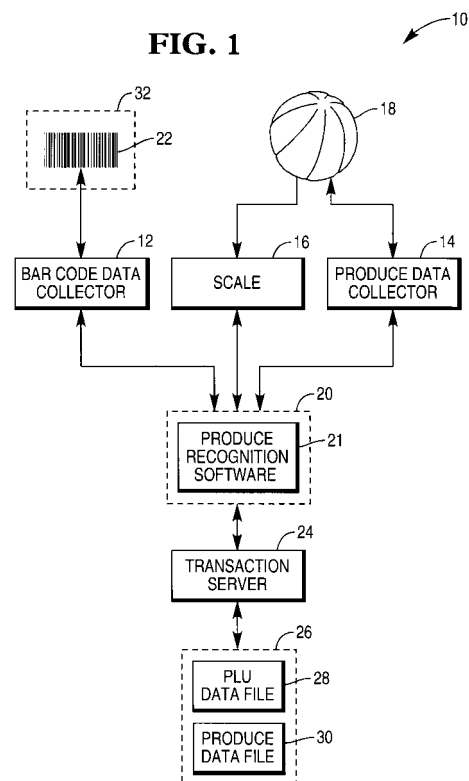 FIG. 1
10
32
22
18
12
16
14
BAR CODE DATA
COLLECTOR
SCALE
PRODUCE DATA
COLLECTOR
20
21
PRODUCE
RECOGNITION
SOFTWARE
24
TRANSACTION
SERVER
26
PLU
DATA FILE
28
PRODUCE
DATA FILE
30